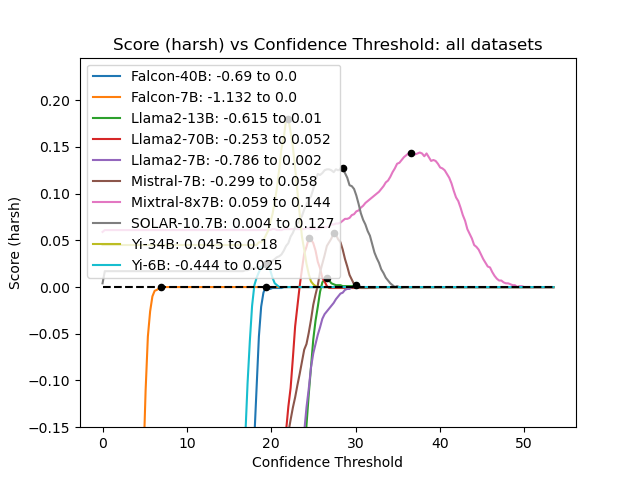 Score (harsh) vs Confidence Threshold: all datasets
Falcon-40B: -0.69 to 0.0
Falcon-7B: -1.132 to 0.0
Llama2-13B: -0.615 to 0.01
Llama2-70B: -0.253 to 0.052
Llama2-7B: -0.786 to 0.002
Mistral-7B: -0.299 to 0.058
Mixtral-8x7B: 0.059 to 0.144
SOLAR-10.7B: 0.004 to 0.127
Yi-34B: 0.045 to 0.18
Yi-6B: -0.444 to 0.025
0.20
0.15
0.10
0.05
0.00
−0.05
−0.10
−0.15
Score (harsh)
0 10 20 30 40 50
Confidence Threshold